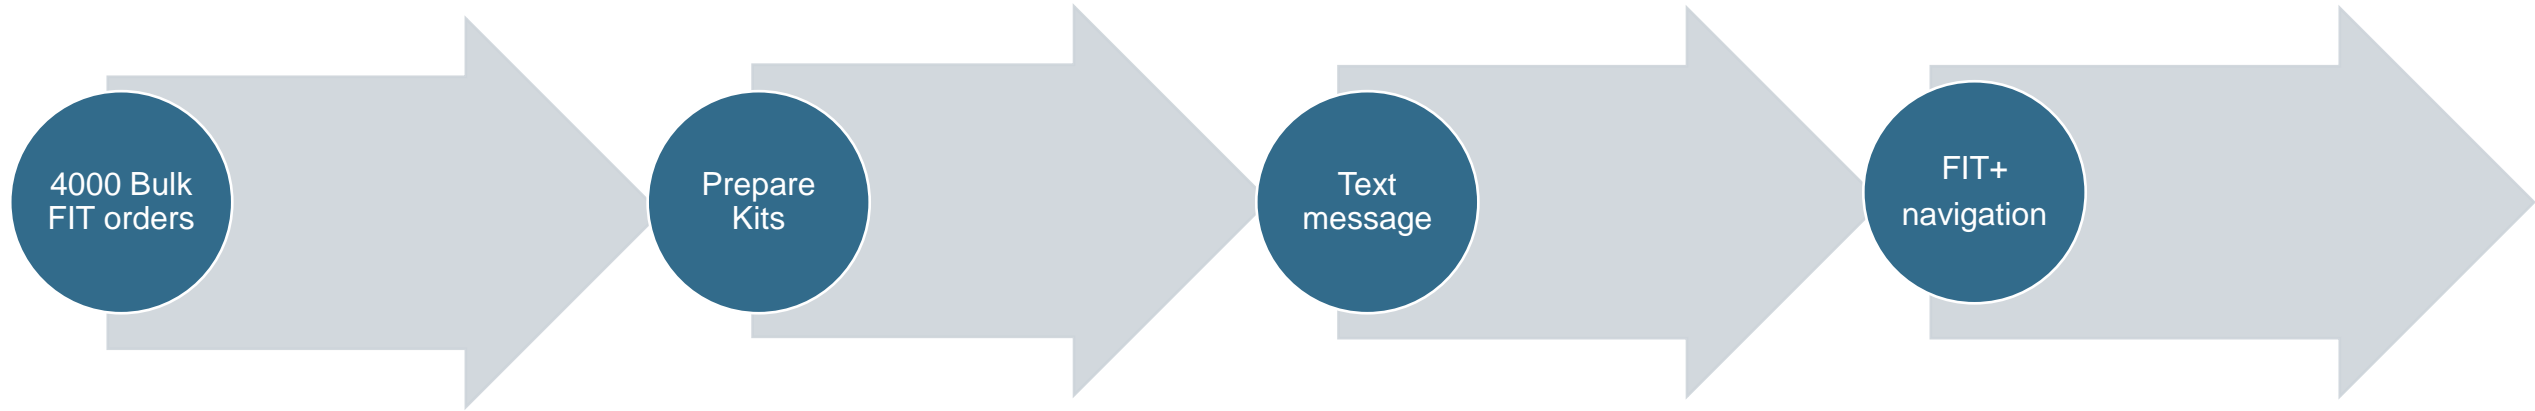 4000 Bulk
FIT orders
Prepare
Kits
Text
message
FIT+
navigation